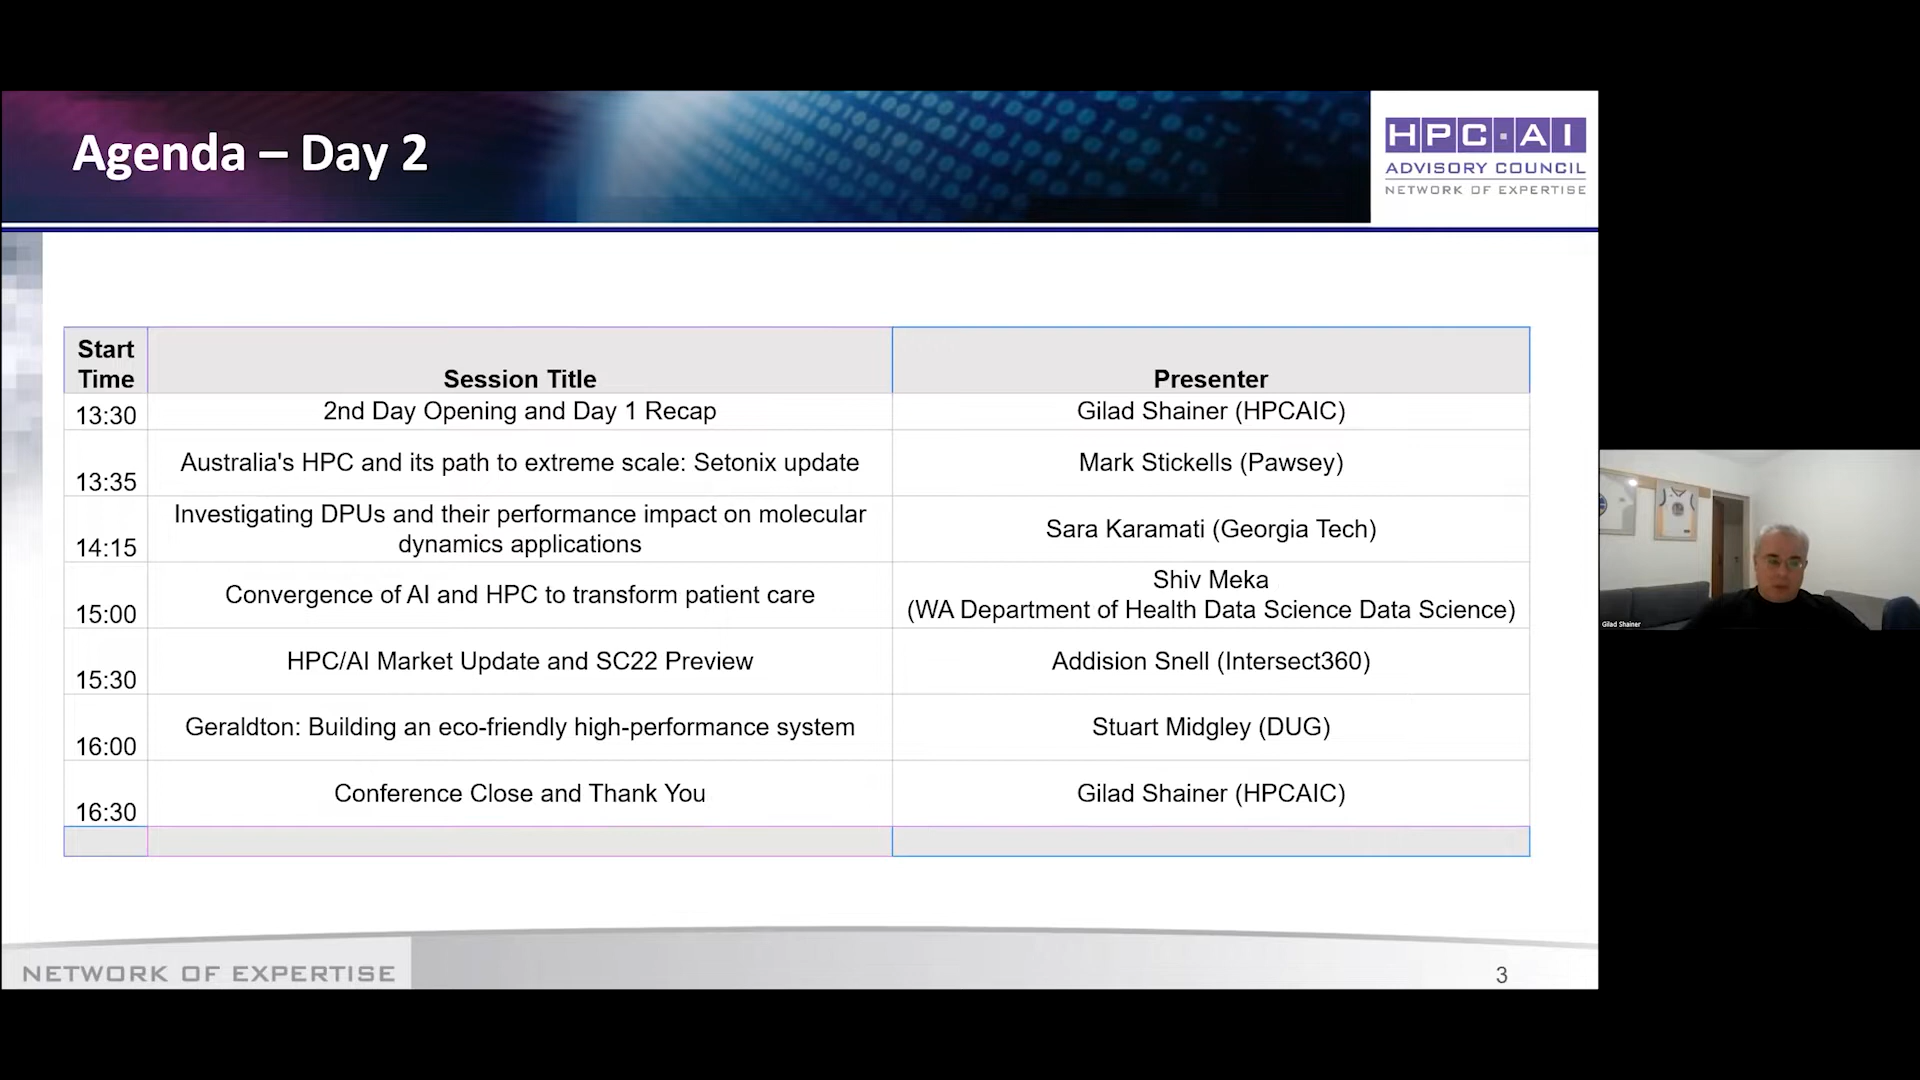 Agenda – Day 2
HPC·AI
ADVISORY COUNCIL
NETWORK OF EXPERTISE
Start
Time
Session Title
Presenter
13:30
2nd Day Opening and Day 1 Recap
Gilad Shainer (HPCAIC)
13:35
Australia's HPC and its path to extreme scale: Setonix update
Mark Stickells (Pawsey)
14:15
Investigating DPUs and their performance impact on molecular
dynamics applications
Sara Karamati (Georgia Tech)
15:00
Convergence of AI and HPC to transform patient care
Shiv Meka
(WA Department of Health Data Science Data Science)
15:30
HPC/AI Market Update and SC22 Preview
Addision Snell (Intersect360)
16:00
Geraldton: Building an eco-friendly high-performance system
Stuart Midgley (DUG)
16:30
Conference Close and Thank You
Gilad Shainer (HPCAIC)
Gilad Shainer
NETWORK OF EXPERTISE
3